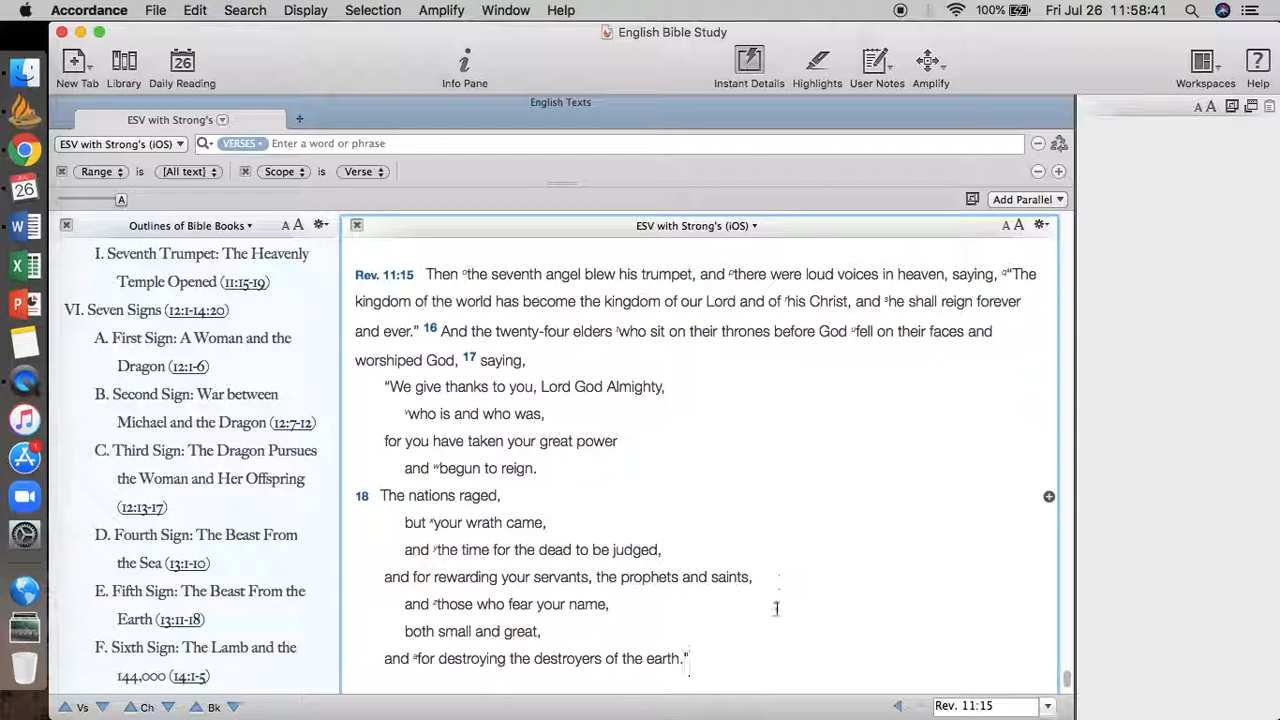 Accordance File Edit Search Display Selection Amplify Window Help 100% Fri Jul 26 11:58:41
English Bible Study
New Tab Library Daily Reading Info Pane Instant Details Highlights User Notes Amplify Workspaces Help
English Texts
ESV with Strong's
ESV with Strong's (iOS) VERSES Enter a word or phrase
Range is [All text] Scope is Verse
A
Add Parallel
Outlines of Bible Books A A
I. Seventh Trumpet: The Heavenly
Temple Opened (11:15-19)
VI. Seven Signs (12:1-14:20)
A. First Sign: A Woman and the
Dragon (12:1-6)
B. Second Sign: War between
Michael and the Dragon (12:7-12)
C. Third Sign: The Dragon Pursues
the Woman and Her Offspring
(12:13-17)
D. Fourth Sign: The Beast From
the Sea (13:1-10)
E. Fifth Sign: The Beast From the
Earth (13:11-18)
F. Sixth Sign: The Lamb and the
144,000 (14:1-5)
ESV with Strong's (iOS) A A
Rev. 11:15 Then the seventh angel blew his trumpet, and there were loud voices in heaven, saying, “The
kingdom of the world has become the kingdom of our Lord and of his Christ, and he shall reign forever
and ever.” 16 And the twenty-four elders who sit on their thrones before God fell on their faces and
worshiped God, 17 saying,
“We give thanks to you, Lord God Almighty,
who is and who was,
for you have taken your great power
and begun to reign.
18 The nations raged,
but your wrath came,
and the time for the dead to be judged,
and for rewarding your servants, the prophets and saints,
and those who fear your name,
both small and great,
and for destroying the destroyers of the earth.”
A A
Vs Ch Bk Rev. 11:15